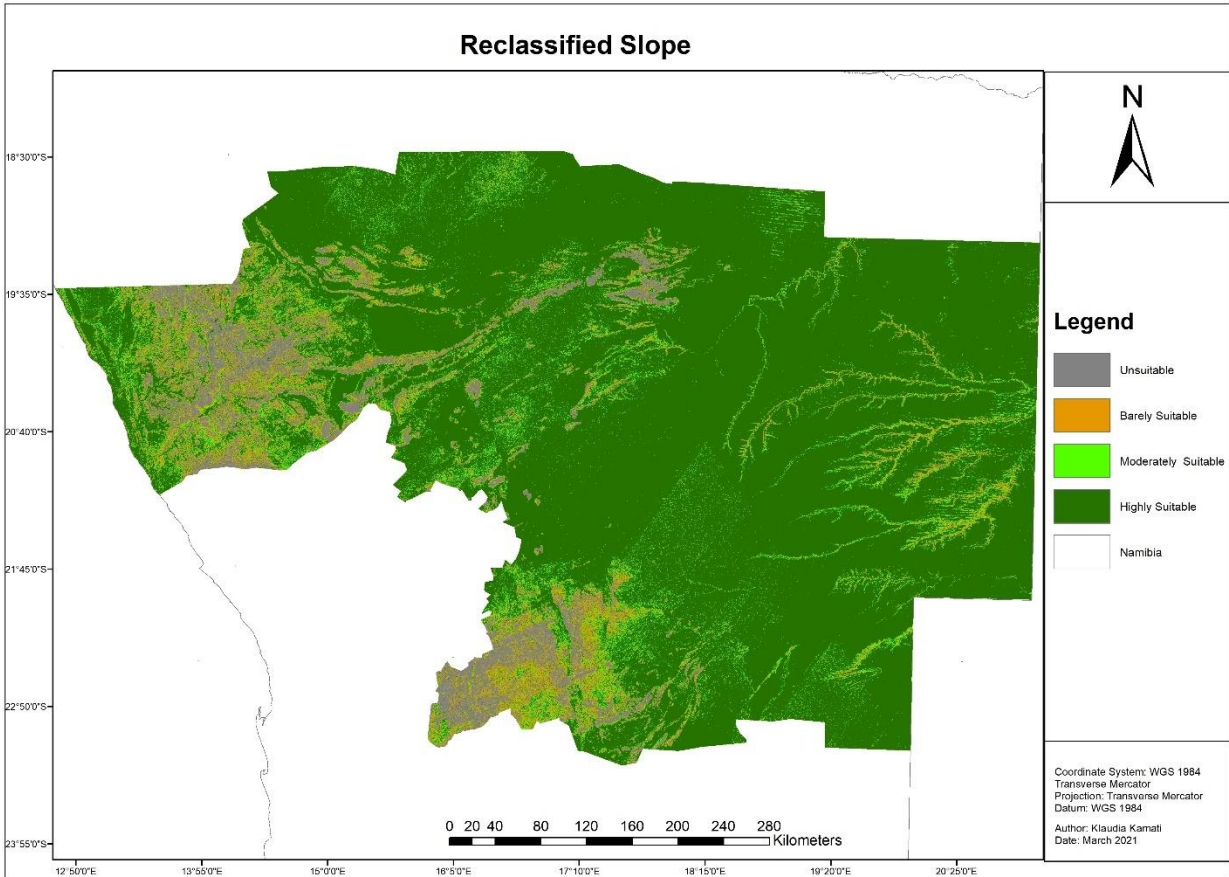 Reclassified Slope
N
18°30'0"S
19°35'0"S
20°40'0"S
21°45'0"S
22°50'0"S
23°55'0"S
12°50'0"E
13°55'0"E
15°0'0"E
16°5'0"E
17°10'0"E
18°15'0"E
19°20'0"E
20°25'0"E
0 20 40 80 120 160 200 240 280
Kilometers
Legend
Unsuitable
Barely Suitable
Moderately Suitable
Highly Suitable
Namibia
Coordinate System: WGS 1984
Transverse Mercator
Projection: Transverse Mercator
Datum: WGS 1984
Author: Klaudia Kamati
Date: March 2021